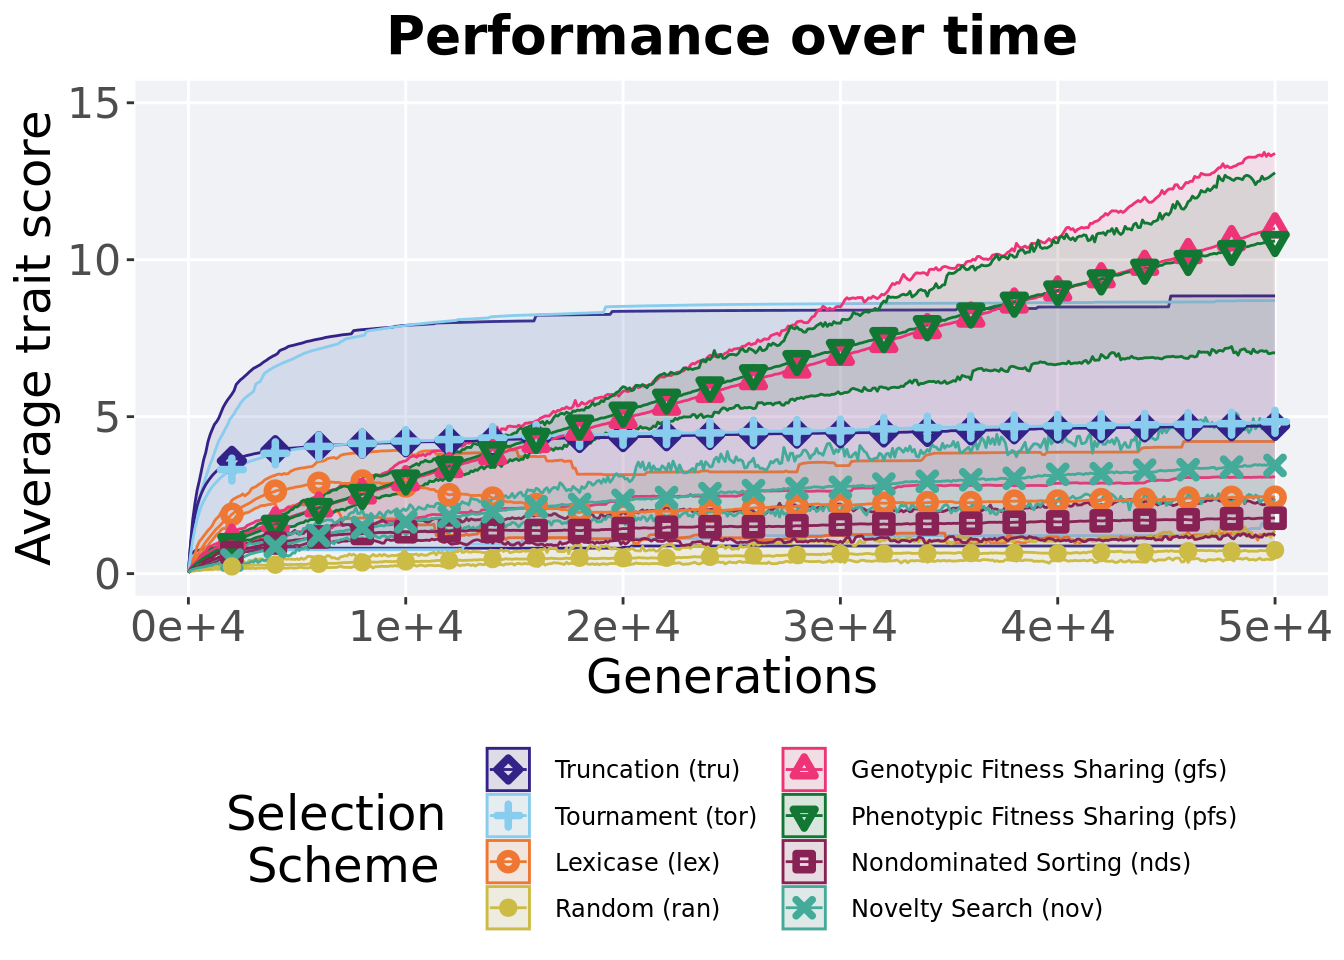 Performance over time
Average trait score
15
10
5
0
0e+4 1e+4 2e+4 3e+4 4e+4 5e+4
Generations
Selection
Scheme
Truncation (tru)
Tournament (tor)
Lexicase (lex)
Random (ran)
Genotypic Fitness Sharing (gfs)
Phenotypic Fitness Sharing (pfs)
Nondominated Sorting (nds)
Novelty Search (nov)